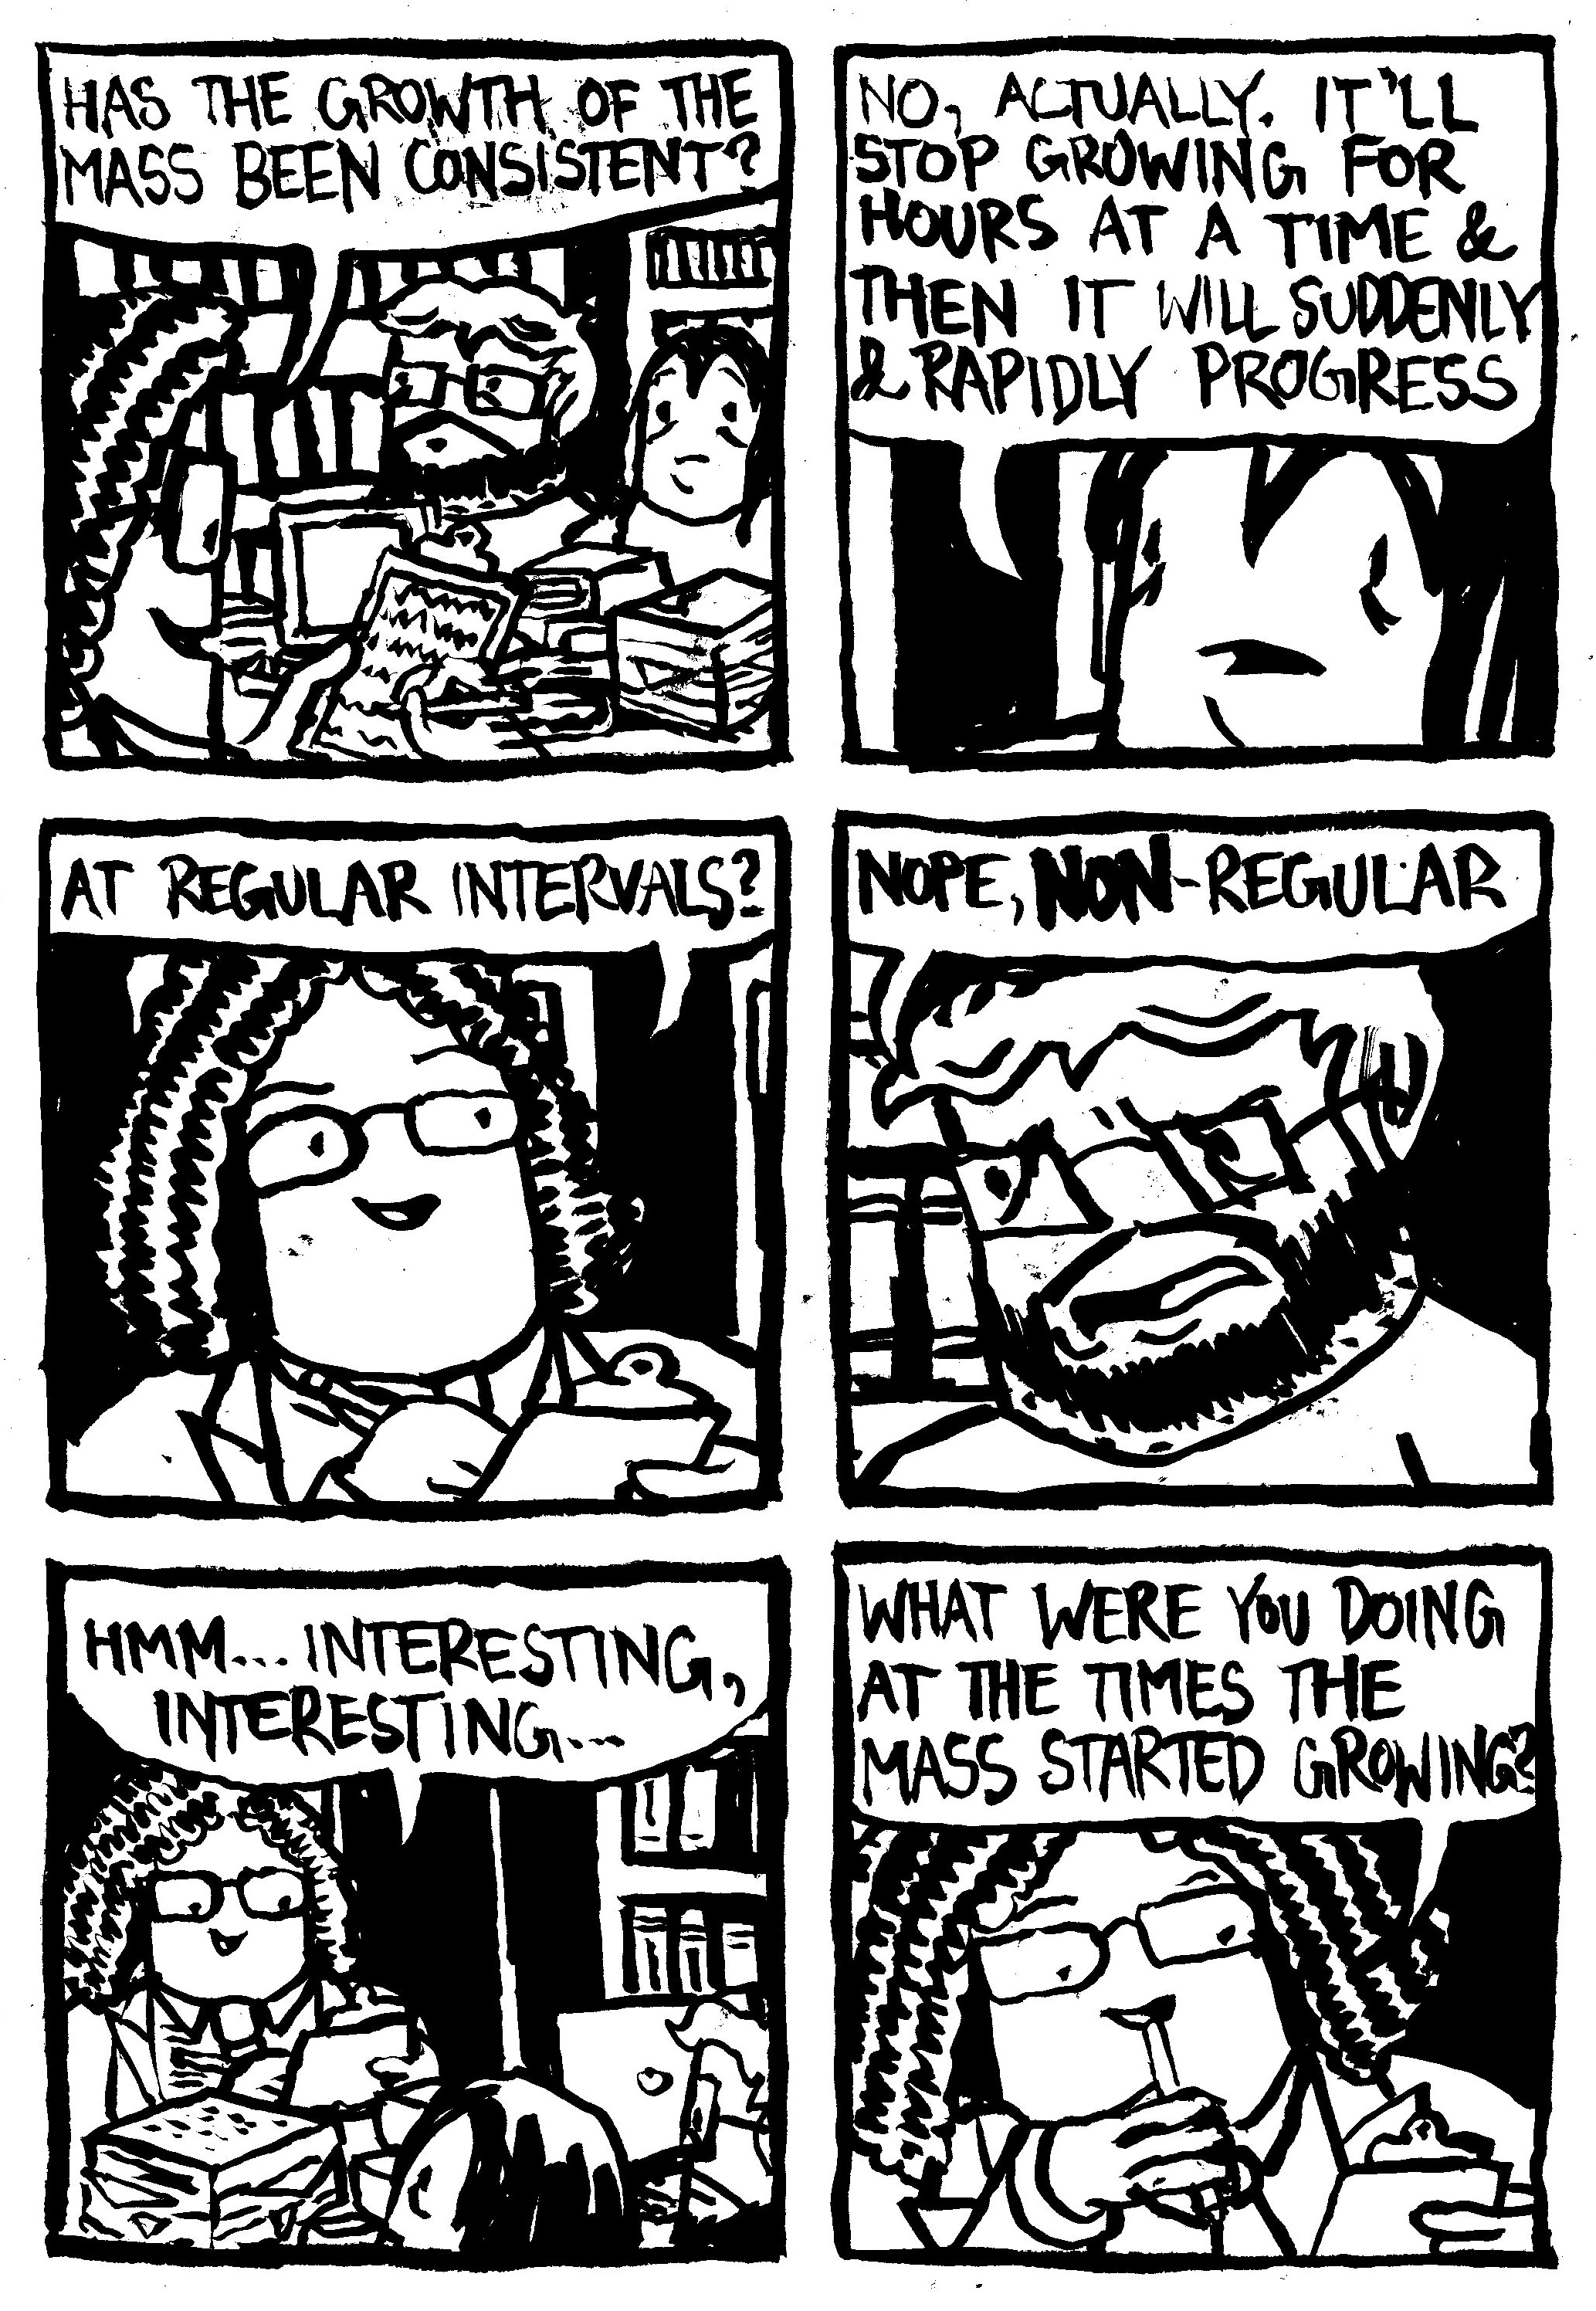 HAS THE GROWTH OF THE
MASS BEEN CONSISTENT?
NO, ACTUALLY. IT'LL
STOP GROWING FOR
HOURS AT A TIME &
THEN IT WILL SUDDENLY
& RAPIDLY PROGRESS
AT REGULAR INTERVALS?
NOPE, NON-REGULAR
HMM... INTERESTING,
INTERESTING...
WHAT WERE YOU DOING
AT THE TIMES THE
MASS STARTED GROWING?